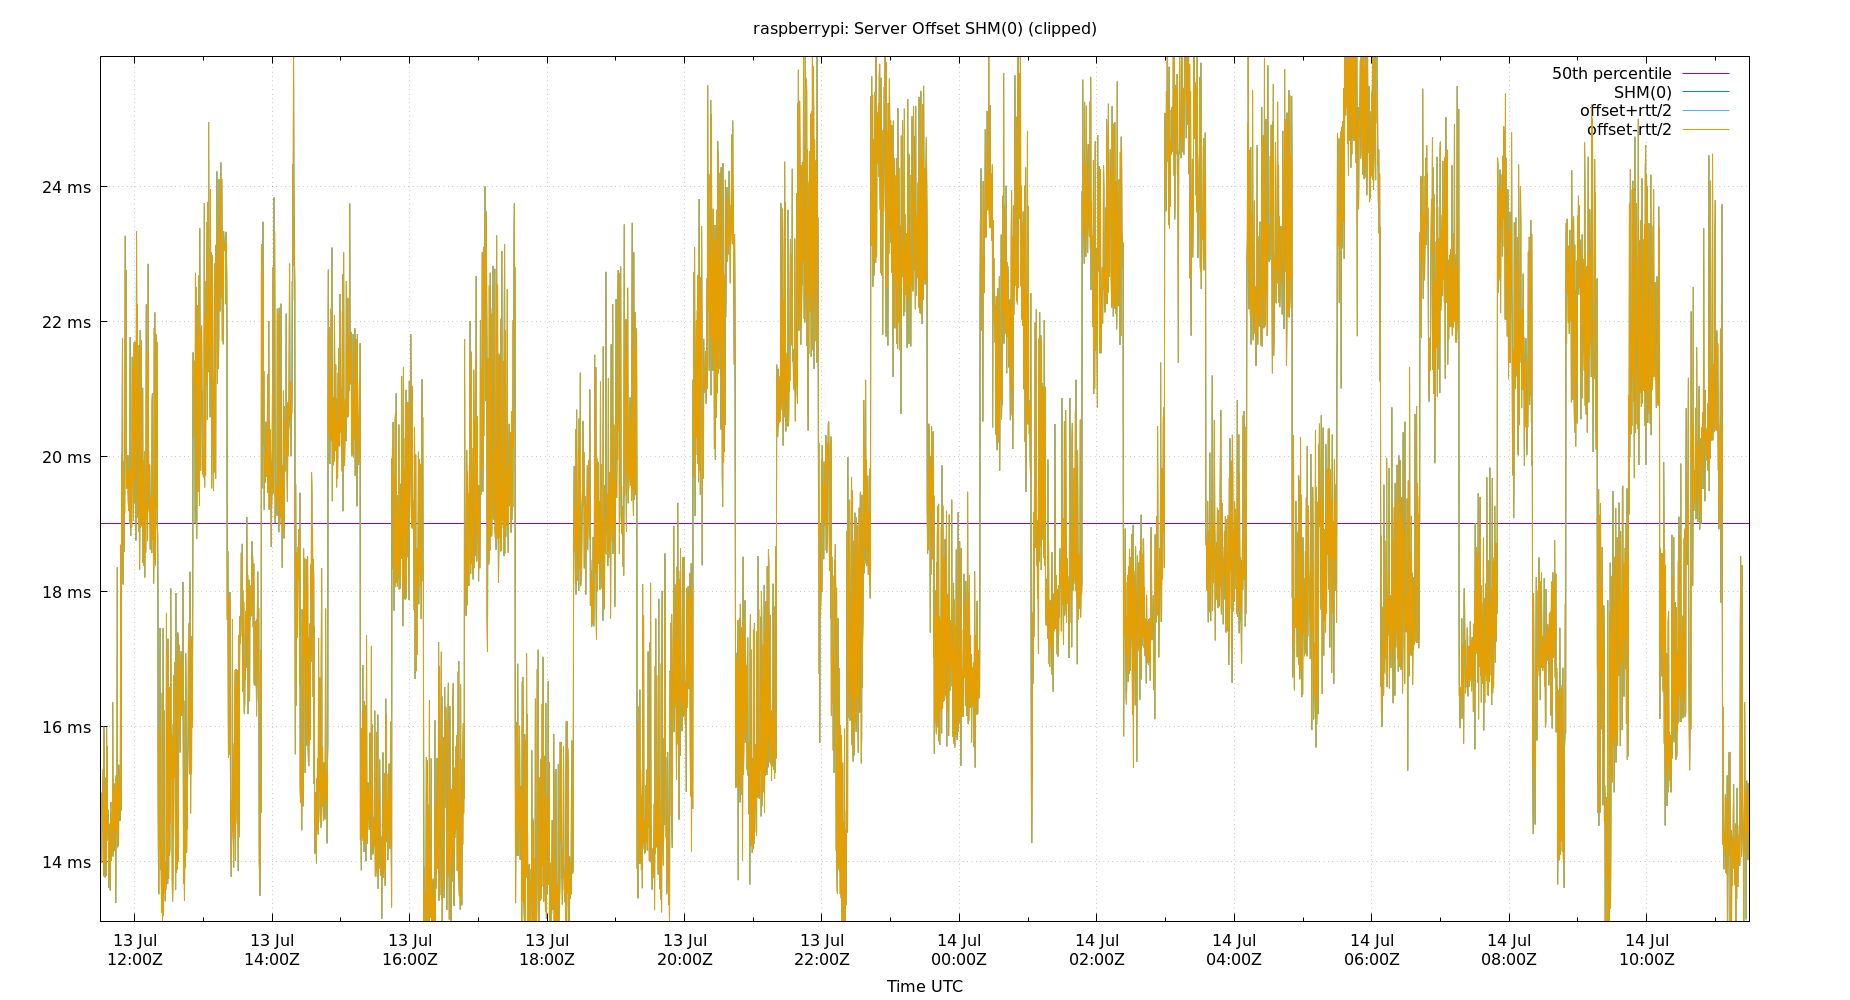 raspberrypi: Server Offset SHM(0) (clipped)
50th percentile
SHM(0)
offset+rtt/2
offset-rtt/2
24 ms
22 ms
20 ms
18 ms
16 ms
14 ms
13 Jul 13 Jul 13 Jul 13 Jul 13 Jul 13 Jul 14 Jul 14 Jul 14 Jul 14 Jul 14 Jul 14 Jul
12:00Z 14:00Z 16:00Z 18:00Z 20:00Z 22:00Z 00:00Z 02:00Z 04:00Z 06:00Z 08:00Z 10:00Z
Time UTC